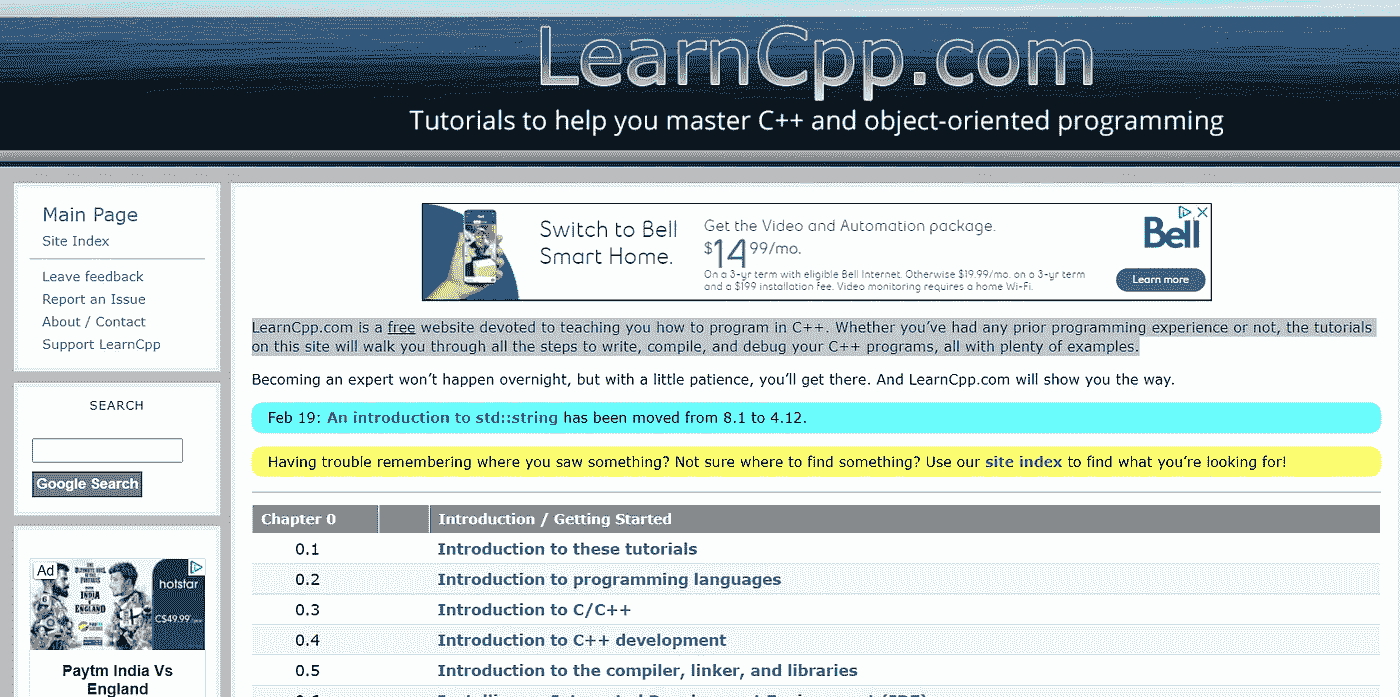 LearnCpp.com
Tutorials to help you master C++ and object-oriented programming
Main Page
Site Index
Leave feedback
Report an Issue
About / Contact
Support LearnCpp
SEARCH
Google Search
Ad
THE
ULTIMATE
INDIA
ENGLAND
hotstar
C$49.99
Paytm India Vs
England
Switch to Bell
Smart Home.
Get the Video and Automation package.
$14 99/mo.
On a 3-yr term with eligible Bell Internet. Otherwise $19.99/mo. on a 3-yr term
and a $199 installation fee. Video monitoring requires a home Wi-Fi.
Bell
Learn more
LearnCpp.com is a free website devoted to teaching you how to program in C++. Whether you've had any prior programming experience or not, the tutorials
on this site will walk you through all the steps to write, compile, and debug your C++ programs, all with plenty of examples.
Becoming an expert won't happen overnight, but with a little patience, you'll get there. And LearnCpp.com will show you the way.
Feb 19: An introduction to std::string has been moved from 8.1 to 4.12.
Having trouble remembering where you saw something? Not sure where to find something? Use our site index to find what you're looking for!
Chapter 0 Introduction / Getting Started
0.1 Introduction to these tutorials
0.2 Introduction to programming languages
0.3 Introduction to C/C++
0.4 Introduction to C++ development
0.5 Introduction to the compiler, linker, and libraries